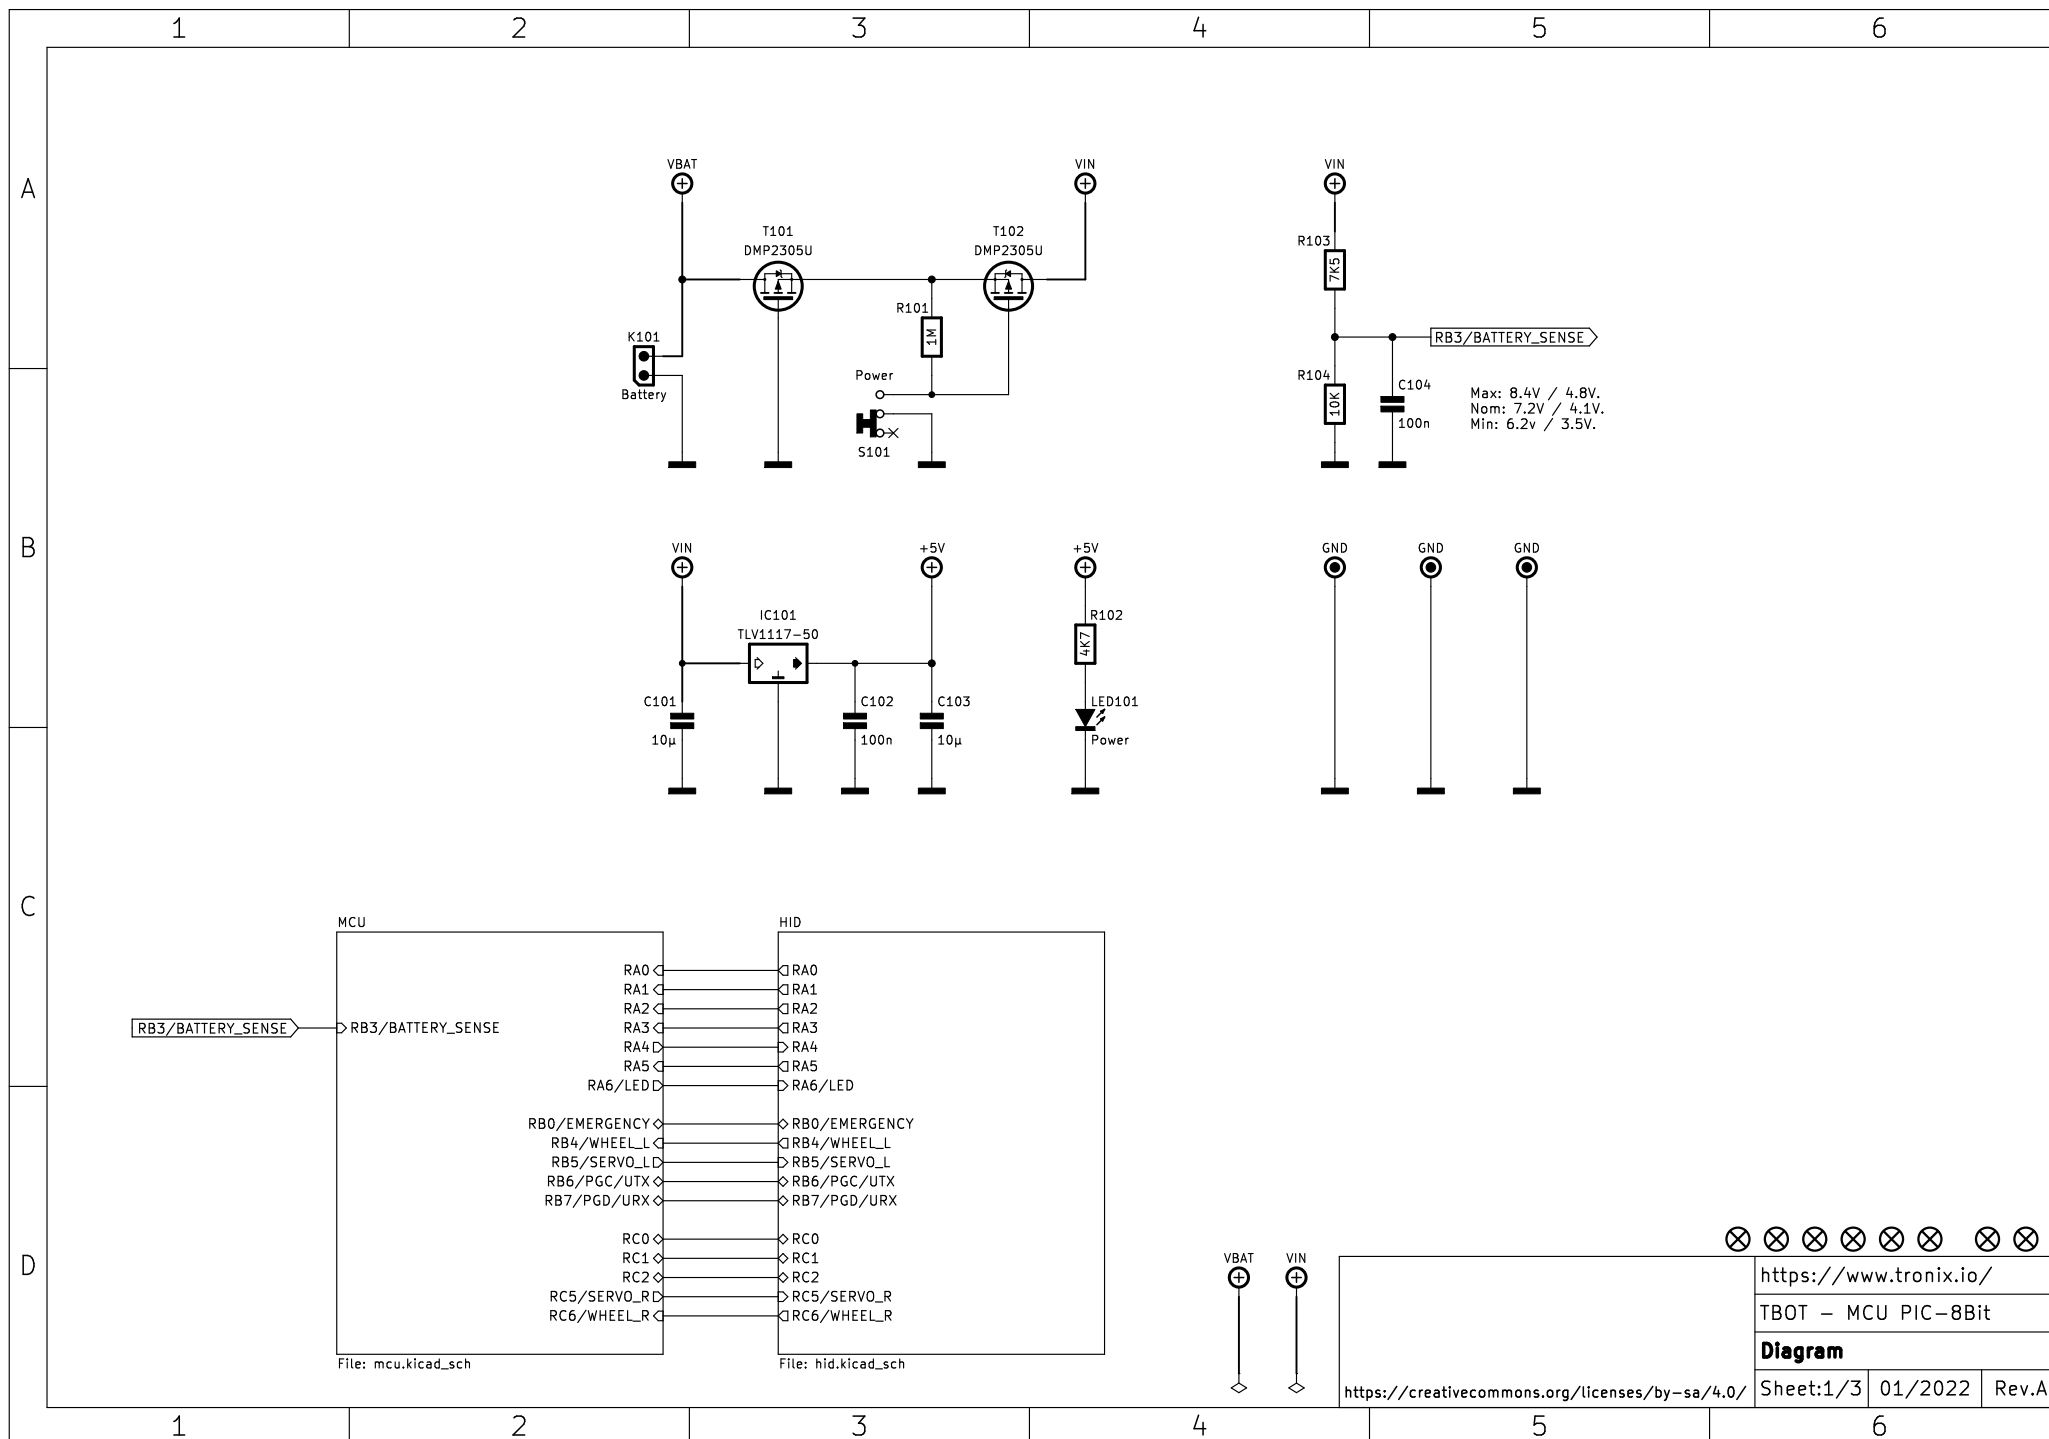 1 2 3 4 5 6
A
VBAT VIN VIN
T101 T102
DMP2305U DMP2305U
R103
7K5
R101
1M
K101
Battery
RB3/BATTERY_SENSE
Power
S101
R104
10K
C104
100n
Max: 8.4V / 4.8V.
Nom: 7.2V / 4.1V.
Min: 6.2v / 3.5V.
B
VIN +5V +5V GND GND GND
IC101
TLV1117-50
R102
4K7
C101
10µ
C102
100n
C103
10µ
LED101
Power
C
MCU HID
RA0 RA0
RA1 RA1
RA2 RA2
RB3/BATTERY_SENSE RB3/BATTERY_SENSE RA3 RA3
RA4 RA4
RA5 RA5
RA6/LED RA6/LED
RB0/EMERGENCY RB0/EMERGENCY
RB4/WHEEL_L RB4/WHEEL_L
RB5/SERVO_L RB5/SERVO_L
RB6/PGC/UTX RB6/PGC/UTX
RB7/PGD/URX RB7/PGD/URX
RC0 RC0
RC1 RC1
RC2 RC2
RC5/SERVO_R RC5/SERVO_R
RC6/WHEEL_R RC6/WHEEL_R
File: mcu.kicad_sch File: hid.kicad_sch
D
VBAT VIN
https://www.tronix.io/
TBOT - MCU PIC-8Bit
Diagram
https://creativecommons.org/licenses/by-sa/4.0/ Sheet:1/3 01/2022 Rev.A
1 2 3 4 5 6